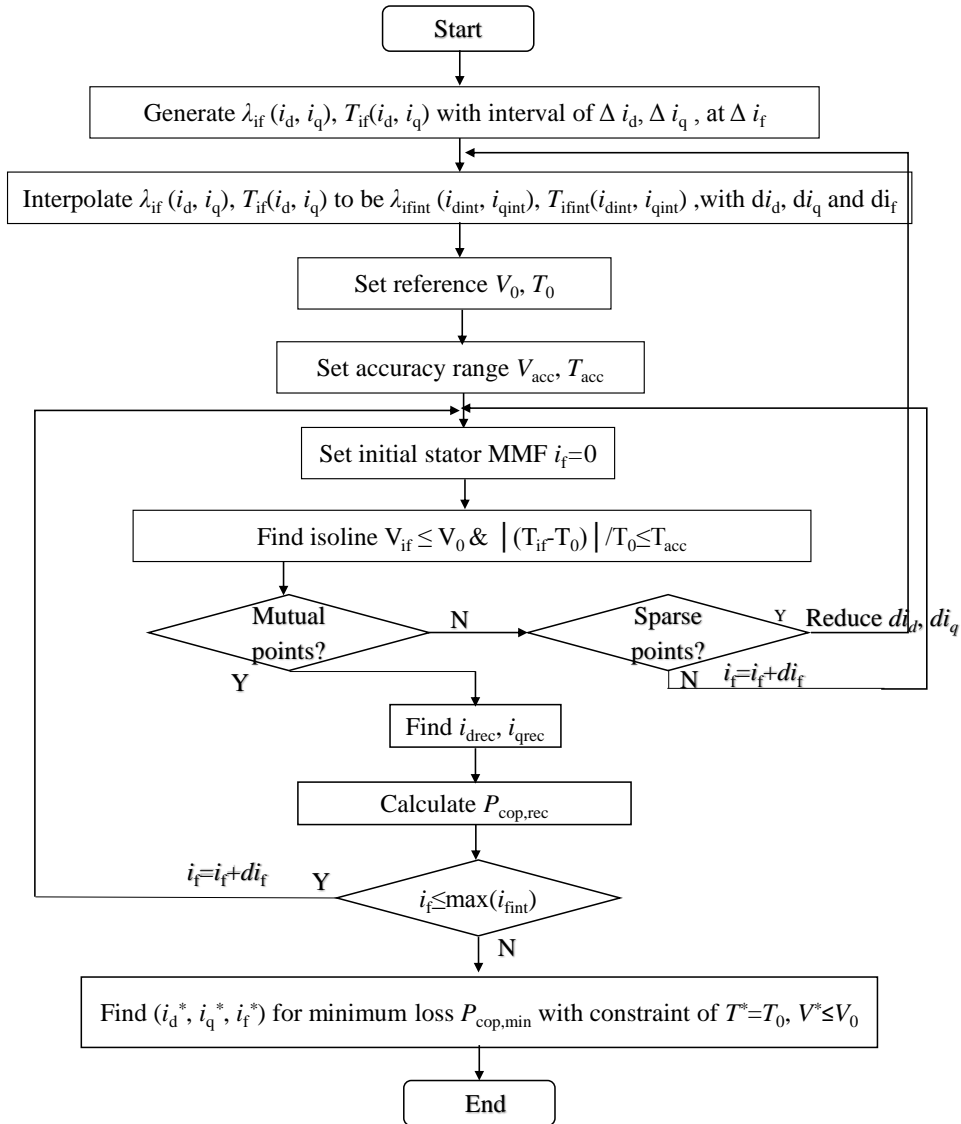 Start
Generate λif (id, iq), Tif(id, iq) with interval of Δ id, Δ iq , at Δ if
Interpolate λif (id, iq), Tif(id, iq) to be λifint (idint, iqint), Tifint(idint, iqint) ,with did, diq and dif
Set reference V0, T0
Set accuracy range Vacc, Tacc
Set initial stator MMF if=0
Find isoline Vif ≤ V0 & |(Tif-T0)|/T0≤Tacc
Mutual
points?
N
Sparse
points?
Y
Reduce did, diq
Y
N
if=if+dif
Find idrec, iqrec
Calculate Pcop,rec
if=if+dif
Y
if≤max(ifint)
N
Find (id*, iq*, if*) for minimum loss Pcop,min with constraint of T*=T0, V*≤V0
End